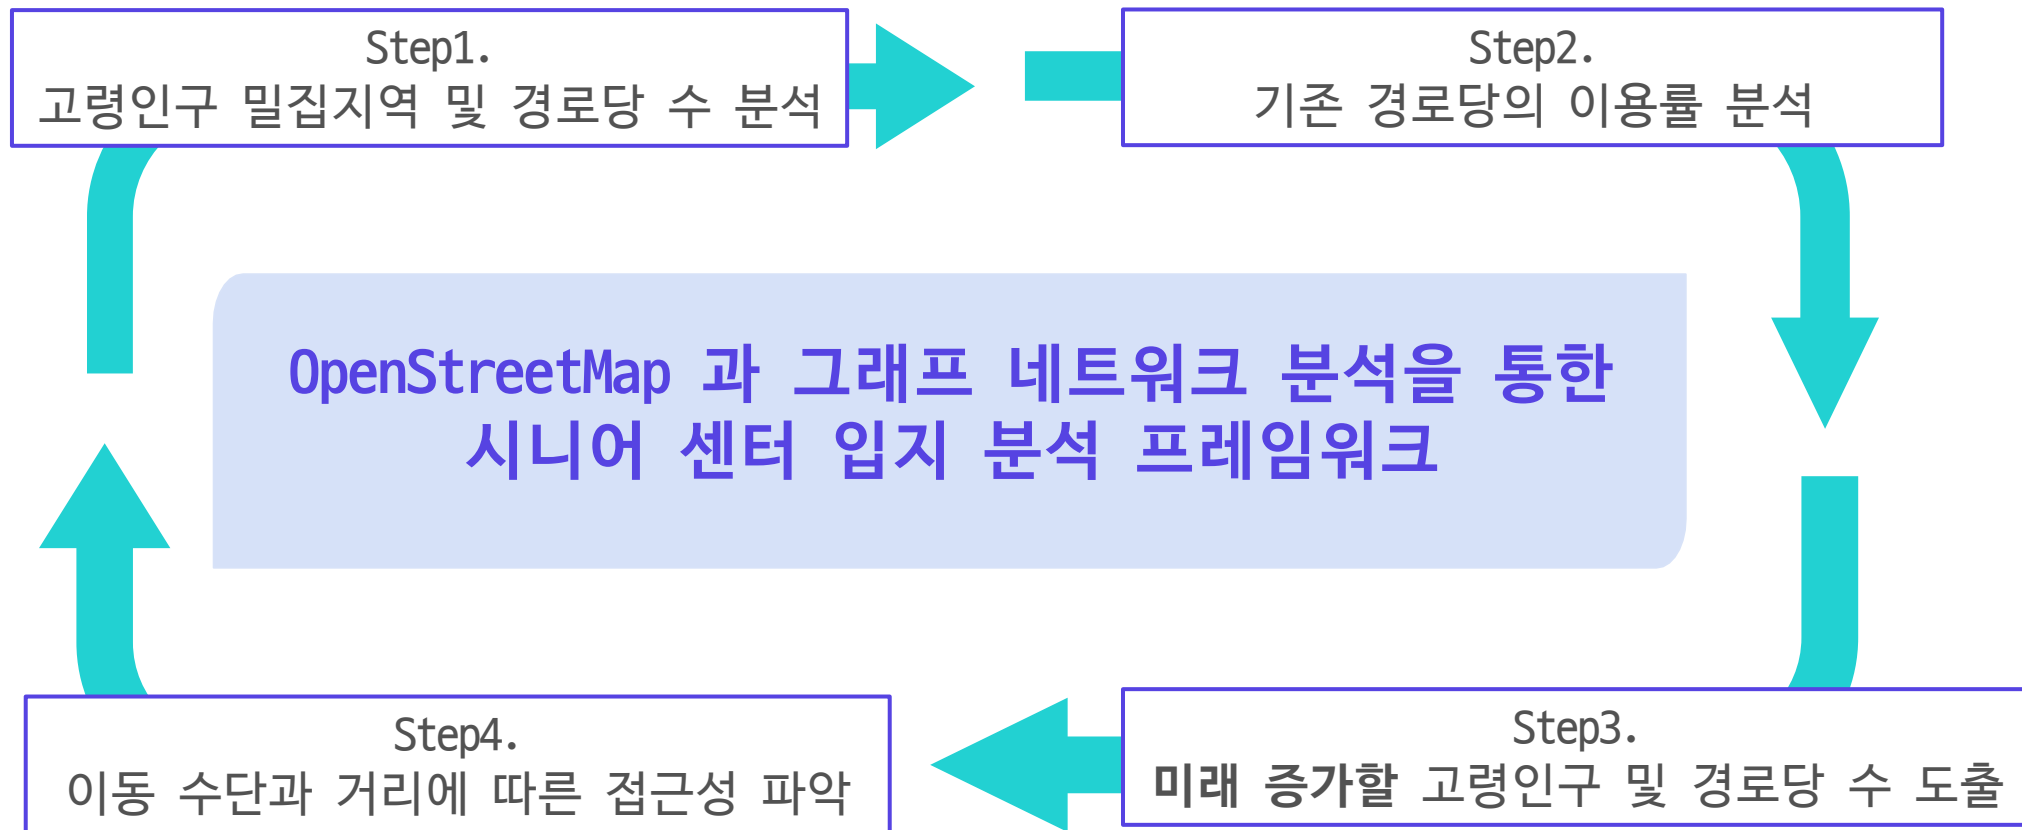 Step1.
고령인구 밀집지역 및 경로당 수 분석
Step2.
기존 경로당의 이용률 분석
OpenStreetMap 과 그래프 네트워크 분석을 통한
시니어 센터 입지 분석 프레임워크
Step3.
미래 증가할 고령인구 및 경로당 수 도출
Step4.
이동 수단과 거리에 따른 접근성 파악